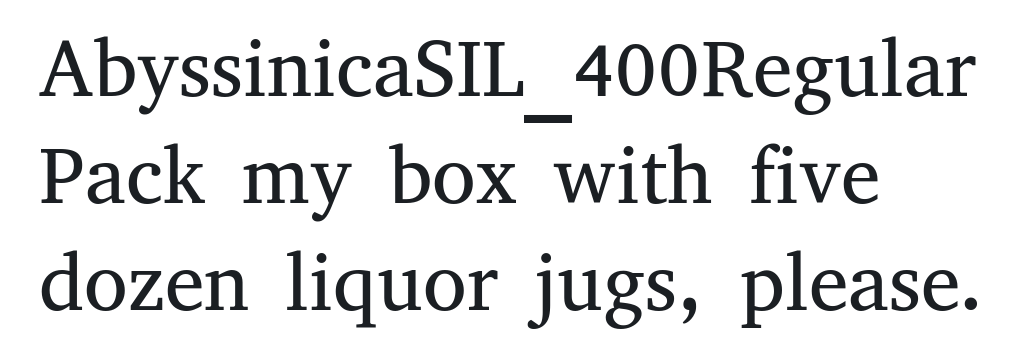 AbyssinicaSIL_400Regular
Pack my box with five
dozen liquor jugs, please.